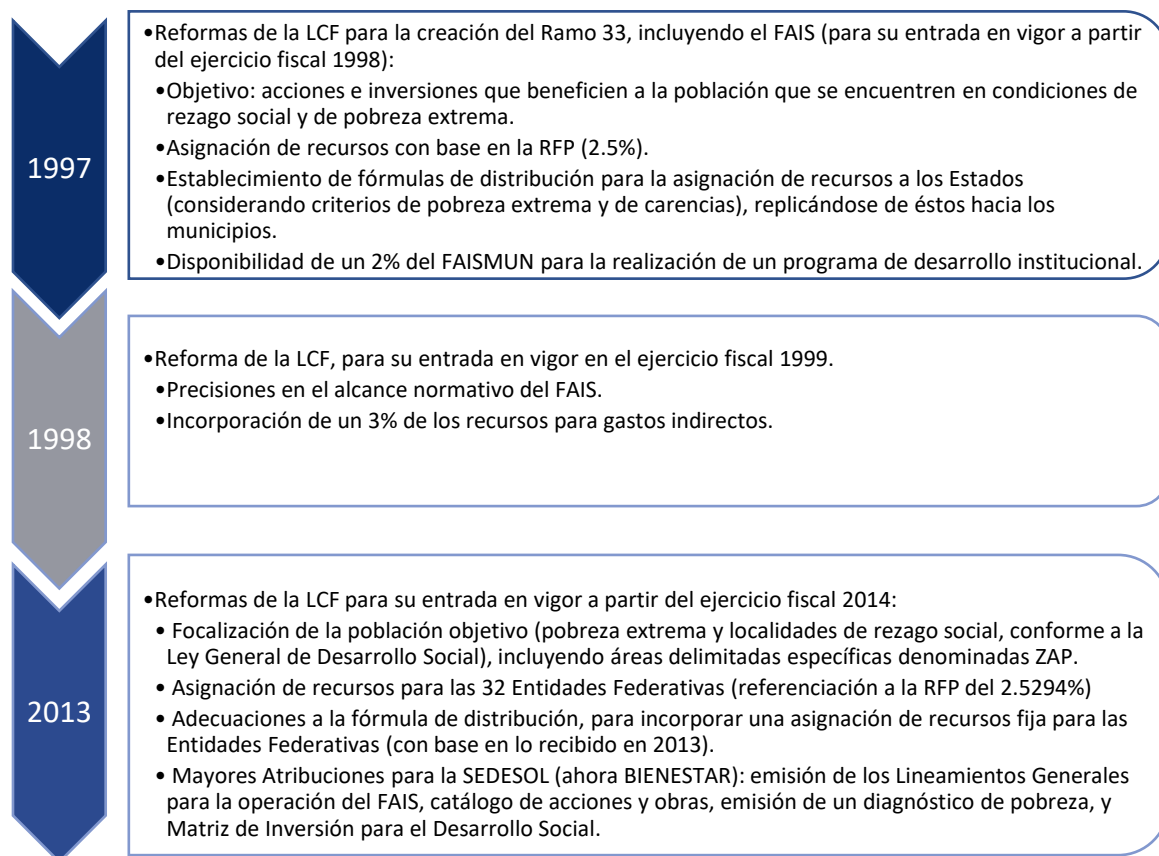 1997
•Reformas de la LCF para la creación del Ramo 33, incluyendo el FAIS (para su entrada en vigor a partir
del ejercicio fiscal 1998):
•Objetivo: acciones e inversiones que beneficien a la población que se encuentren en condiciones de
rezago social y de pobreza extrema.
•Asignación de recursos con base en la RFP (2.5%).
•Establecimiento de fórmulas de distribución para la asignación de recursos a los Estados
(considerando criterios de pobreza extrema y de carencias), replicándose de éstos hacia los
municipios.
•Disponibilidad de un 2% del FAISMUN para la realización de un programa de desarrollo institucional.
1998
•Reforma de la LCF, para su entrada en vigor en el ejercicio fiscal 1999.
•Precisiones en el alcance normativo del FAIS.
•Incorporación de un 3% de los recursos para gastos indirectos.
2013
•Reformas de la LCF para su entrada en vigor a partir del ejercicio fiscal 2014:
• Focalización de la población objetivo (pobreza extrema y localidades de rezago social, conforme a la
Ley General de Desarrollo Social), incluyendo áreas delimitadas específicas denominadas ZAP.
• Asignación de recursos para las 32 Entidades Federativas (referenciación a la RFP del 2.5294%)
• Adecuaciones a la fórmula de distribución, para incorporar una asignación de recursos fija para las
Entidades Federativas (con base en lo recibido en 2013).
• Mayores Atribuciones para la SEDESOL (ahora BIENESTAR): emisión de los Lineamientos Generales
para la operación del FAIS, catálogo de acciones y obras, emisión de un diagnóstico de pobreza, y
Matriz de Inversión para el Desarrollo Social.